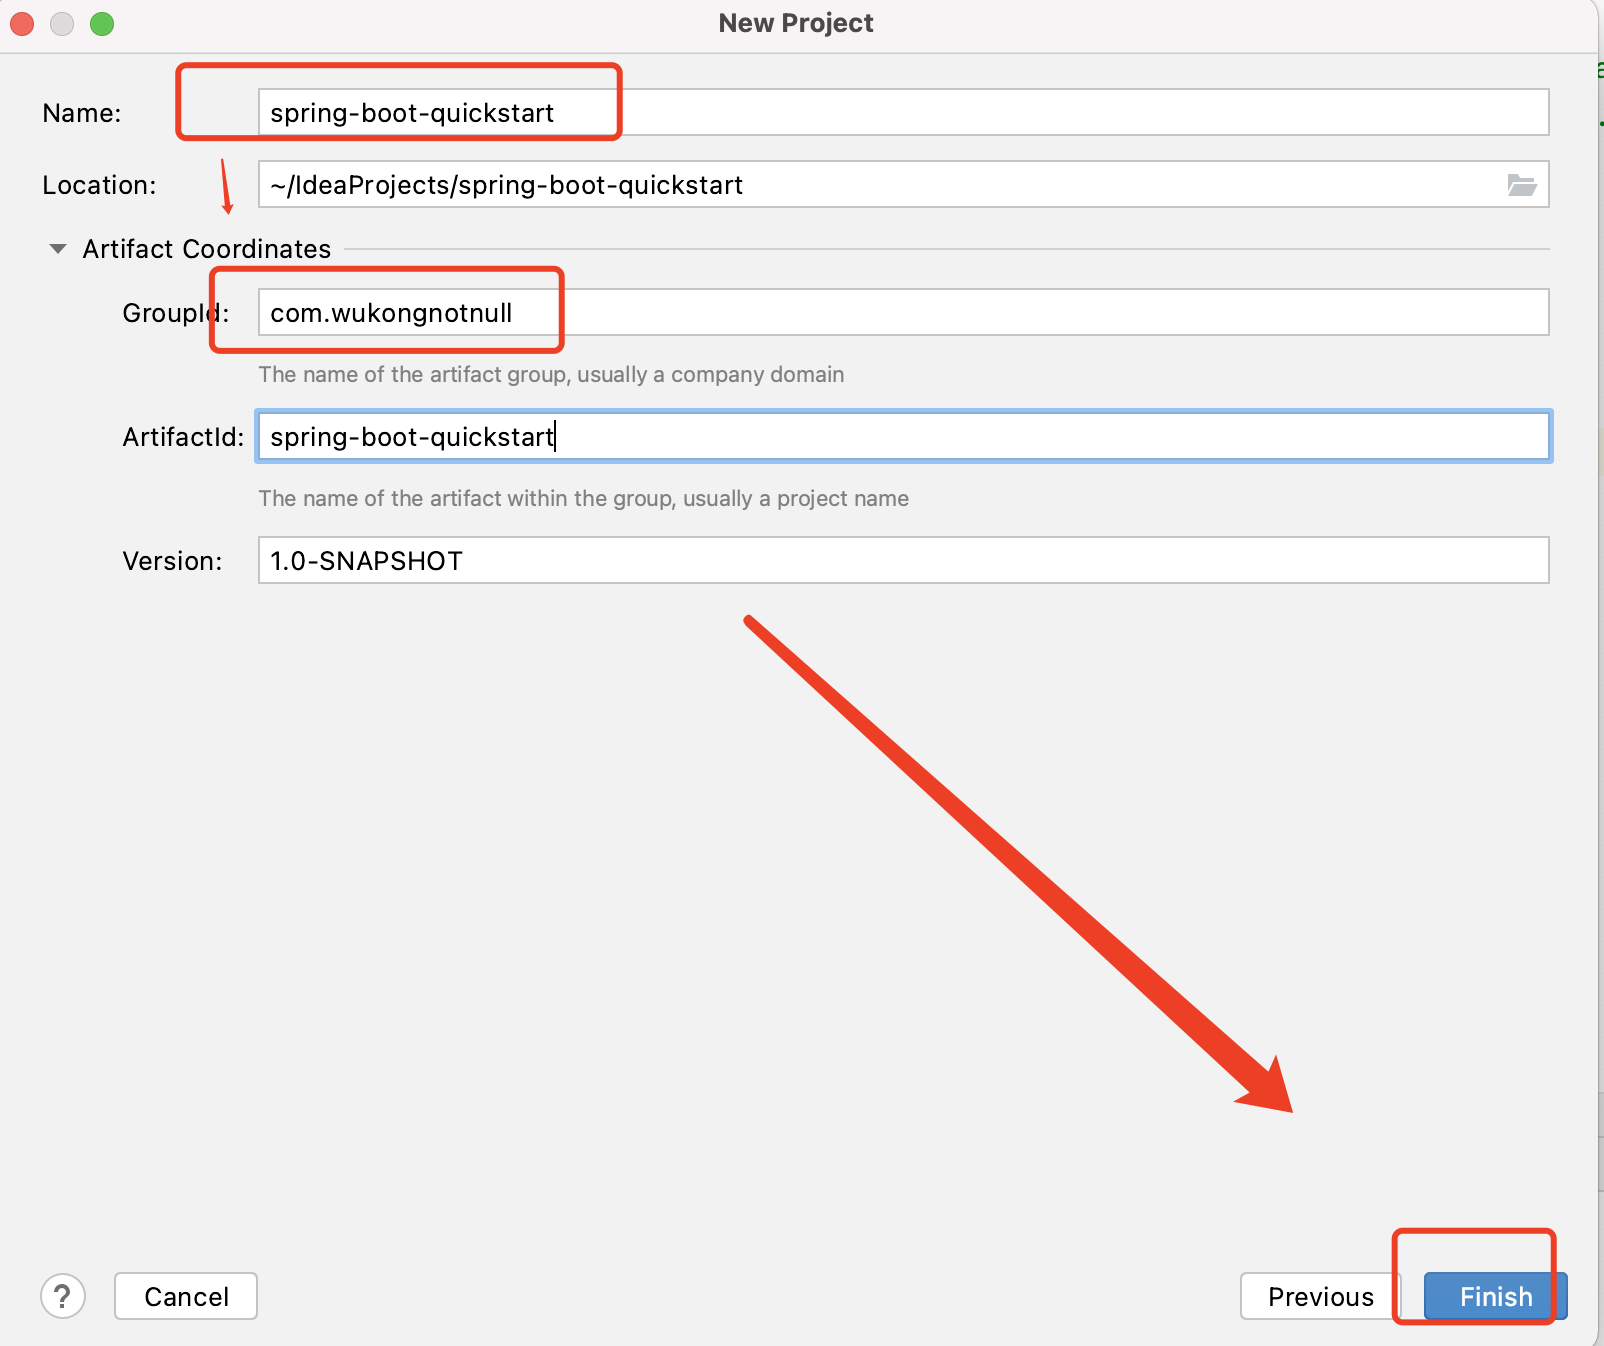 New Project
Name: spring-boot-quickstart
Location: ~/IdeaProjects/spring-boot-quickstart
Artifact Coordinates
GroupId: com.wukongnotnull
The name of the artifact group, usually a company domain
ArtifactId: spring-boot-quickstart
The name of the artifact within the group, usually a project name
Version: 1.0-SNAPSHOT
? Cancel Previous Finish